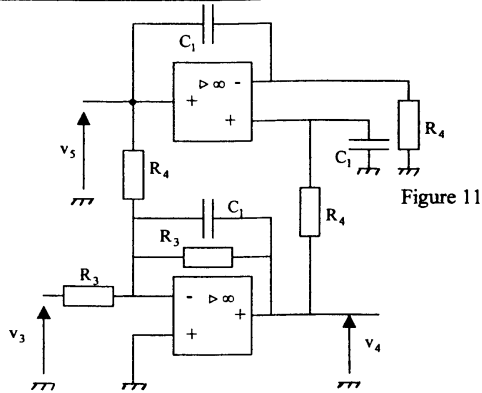 C₁
▷ ∞ -
+
+
R₄
C₁
v₅
R₄
Figure 11
C₁
R₄
R₃
R₃
- ▷ ∞
+
+
v₃
v₄